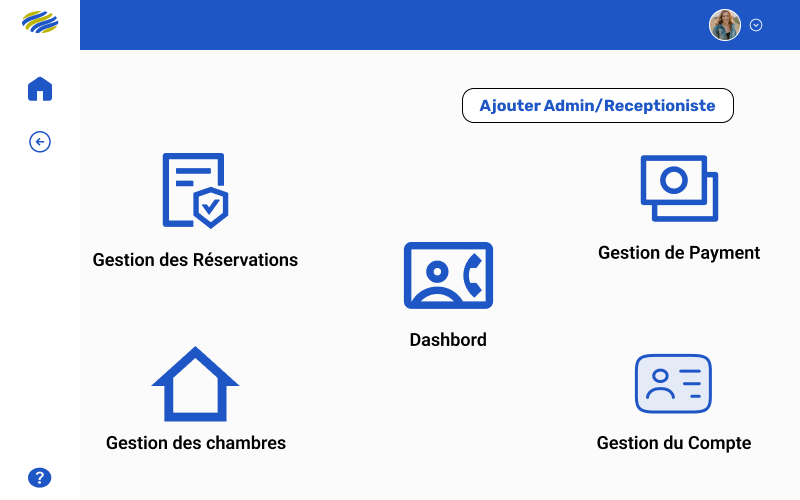 Ajouter Admin/Receptioniste
Gestion des Réservations
Gestion de Payment
Dashbord
Gestion des chambres
Gestion du Compte
?